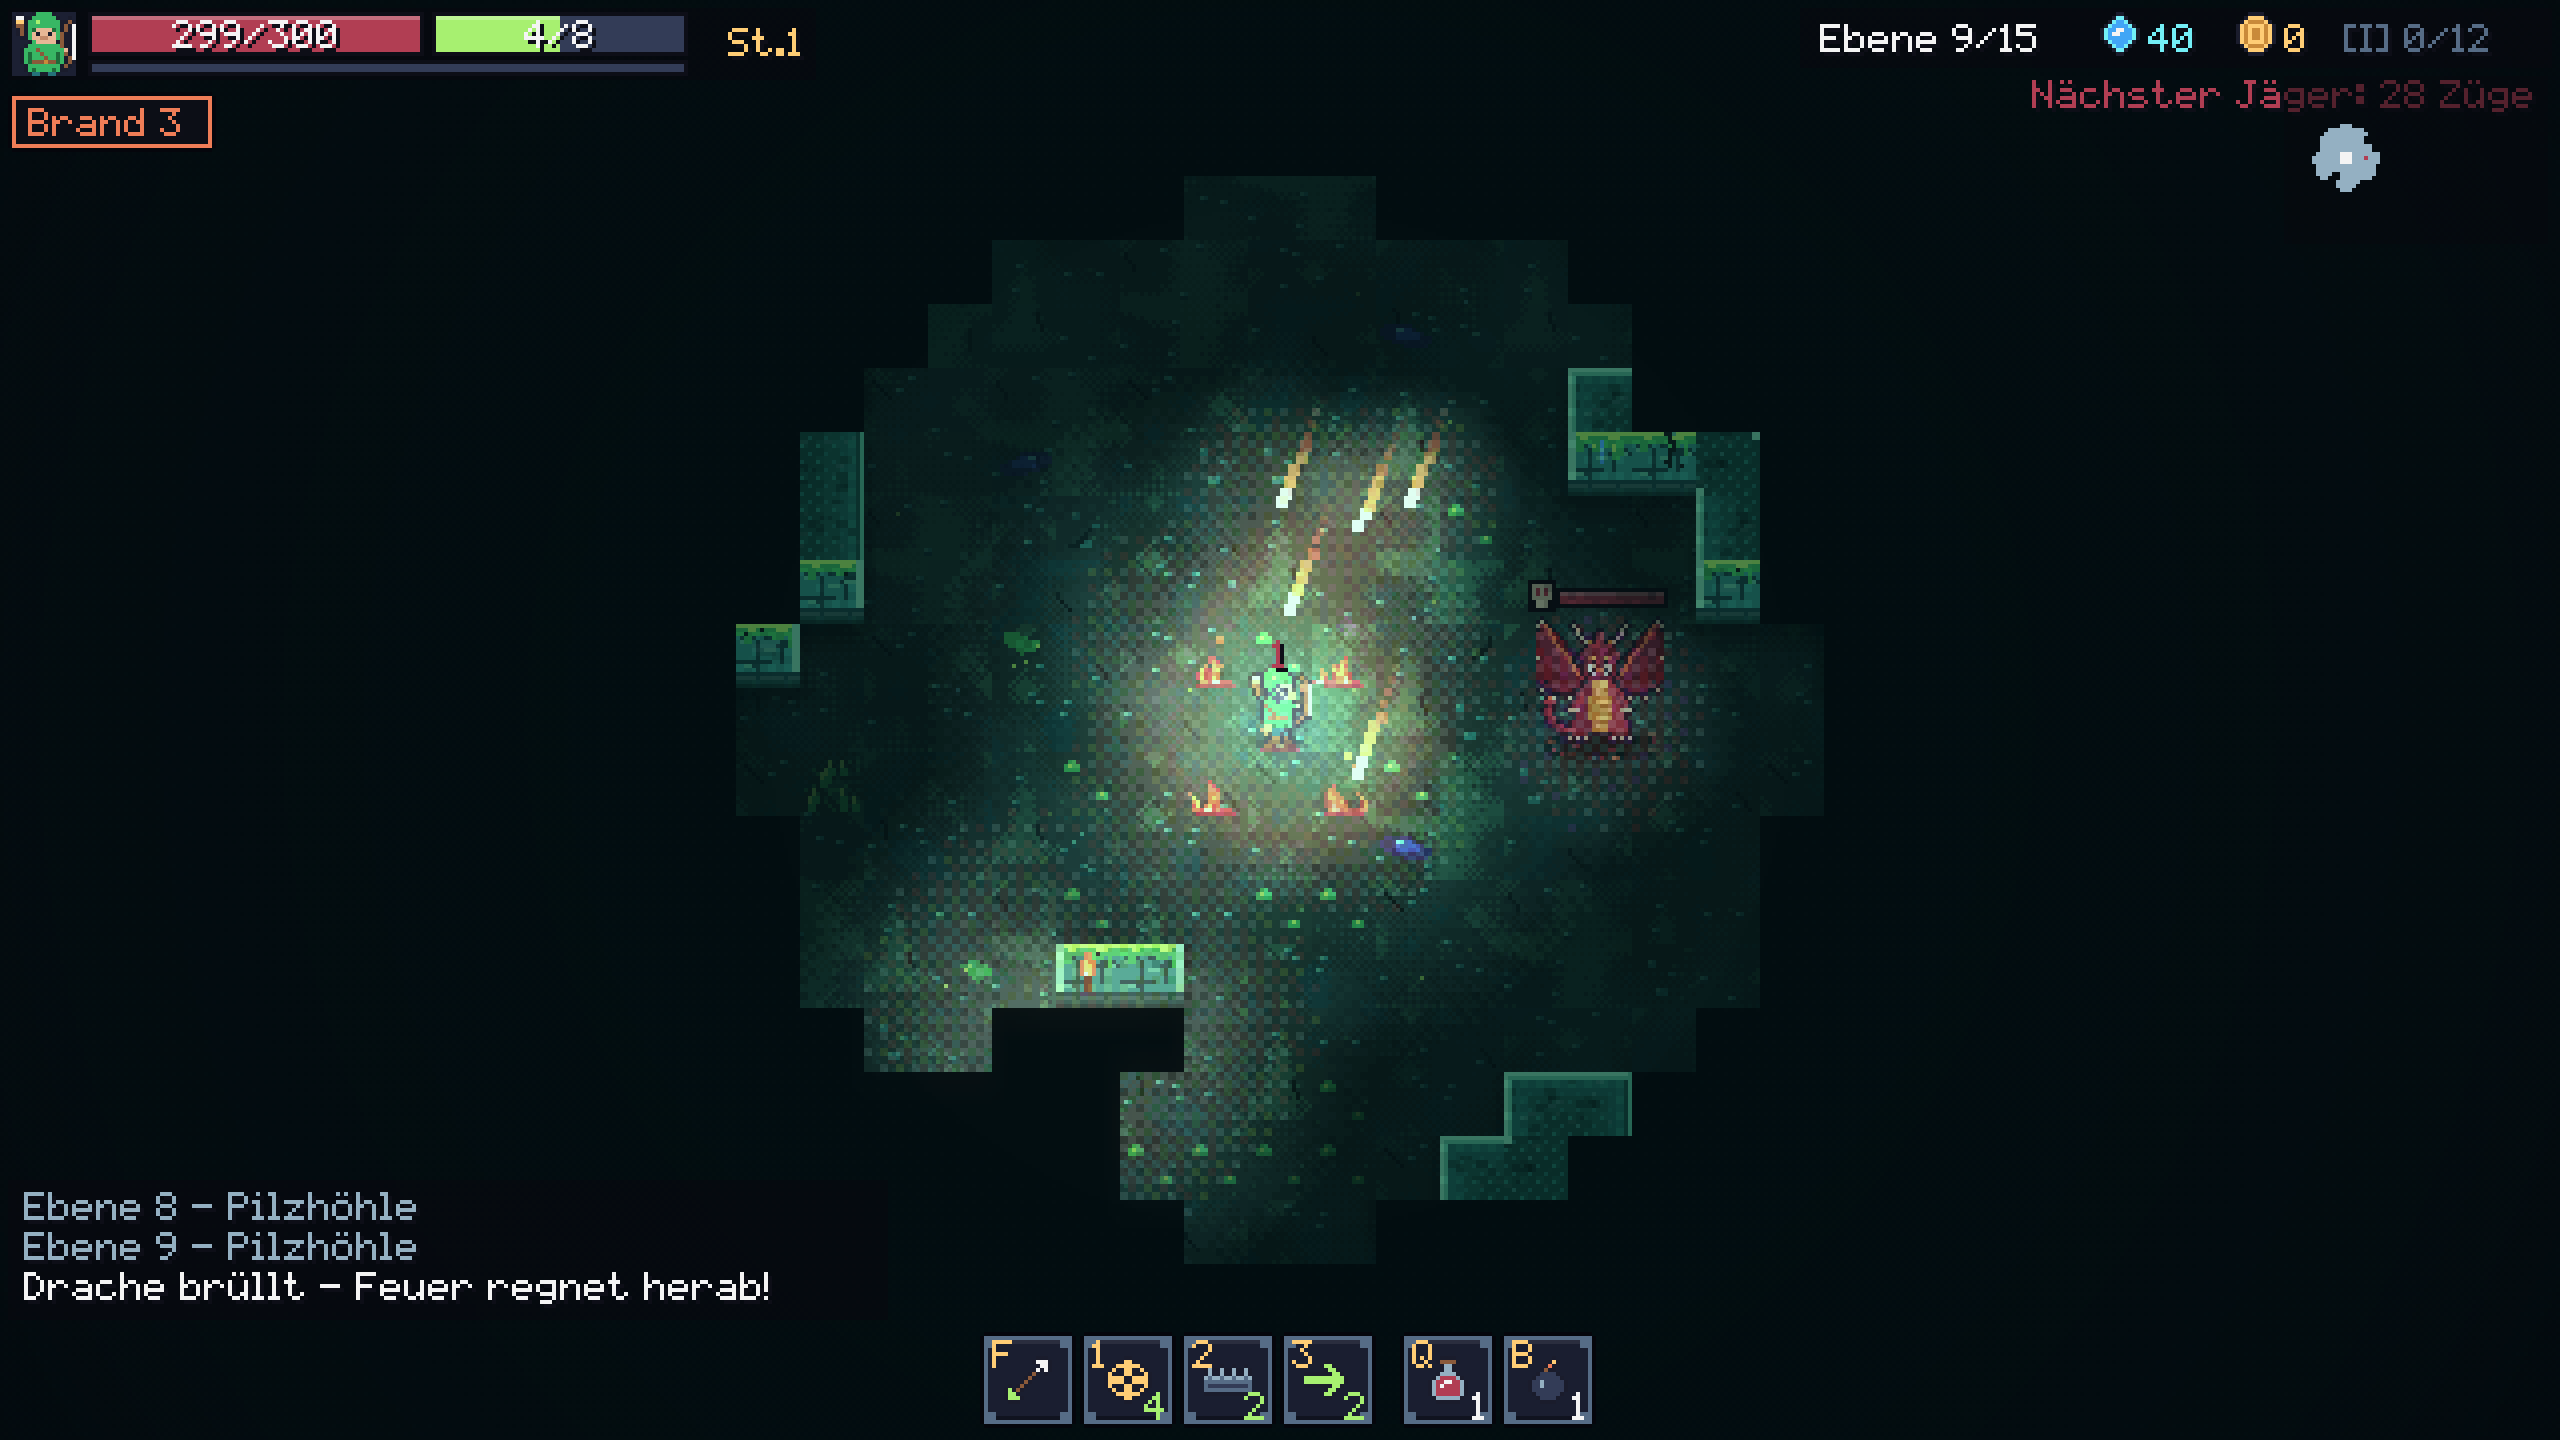 299/300
4/8
St.1
Ebene 9/15
40
0
[I] 0/12
Nächster Jäger: 28 Züge
Brand 3
Ebene 8 - Pilzhöhle
Ebene 9 - Pilzhöhle
Drache brüllt - Feuer regnet herab!
F
1
4
2
2
3
2
Q
1
B
1